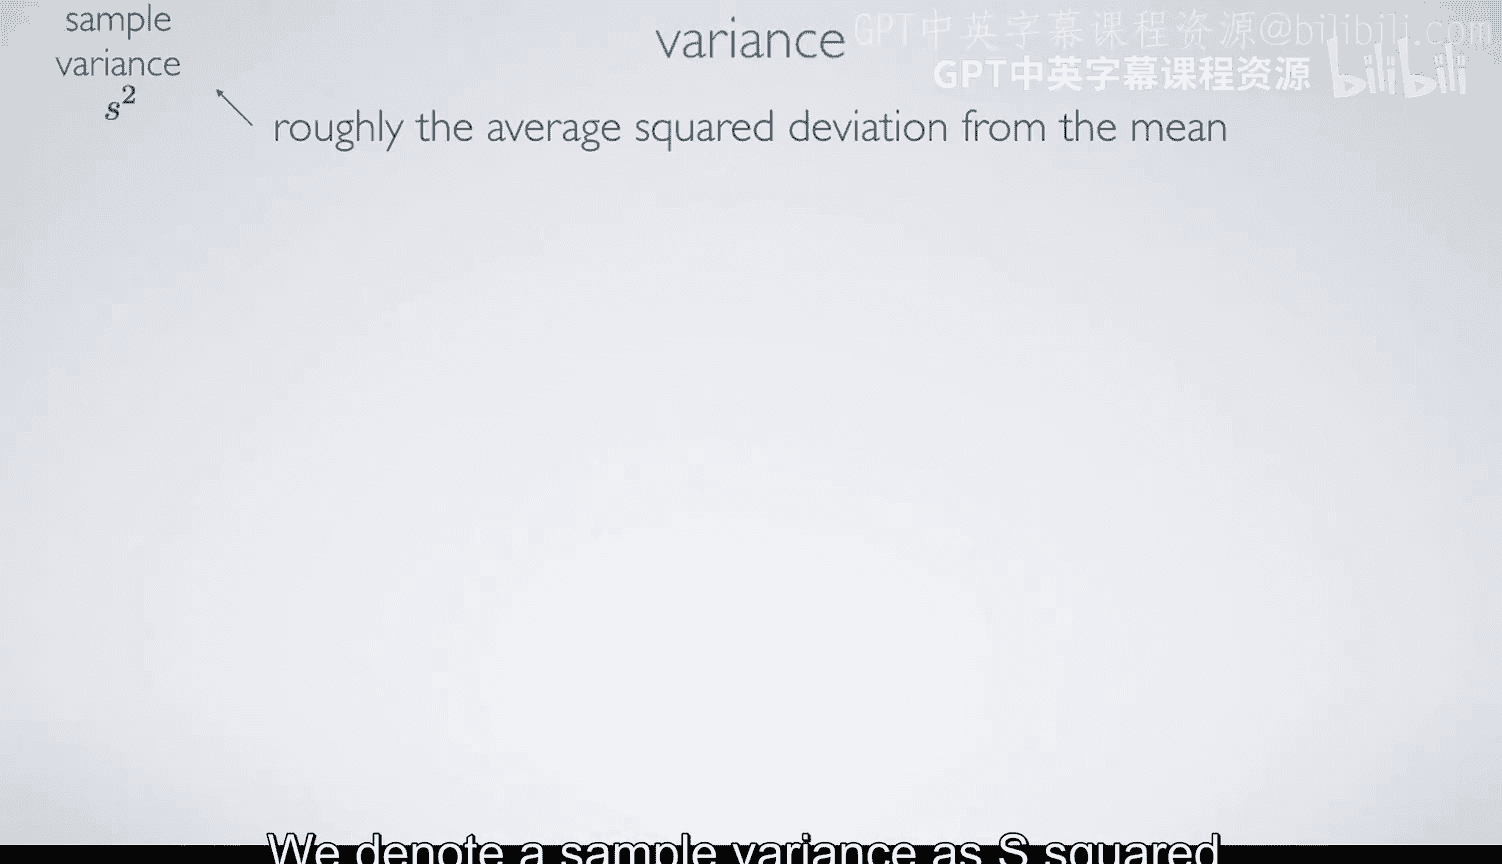 sample
variance
s²
variance
GPT中英字幕课程资源@bilibili.com
GPT中英字幕课程资源 bilibili
roughly the average squared deviation from the mean
We denote a sample variance as S squared